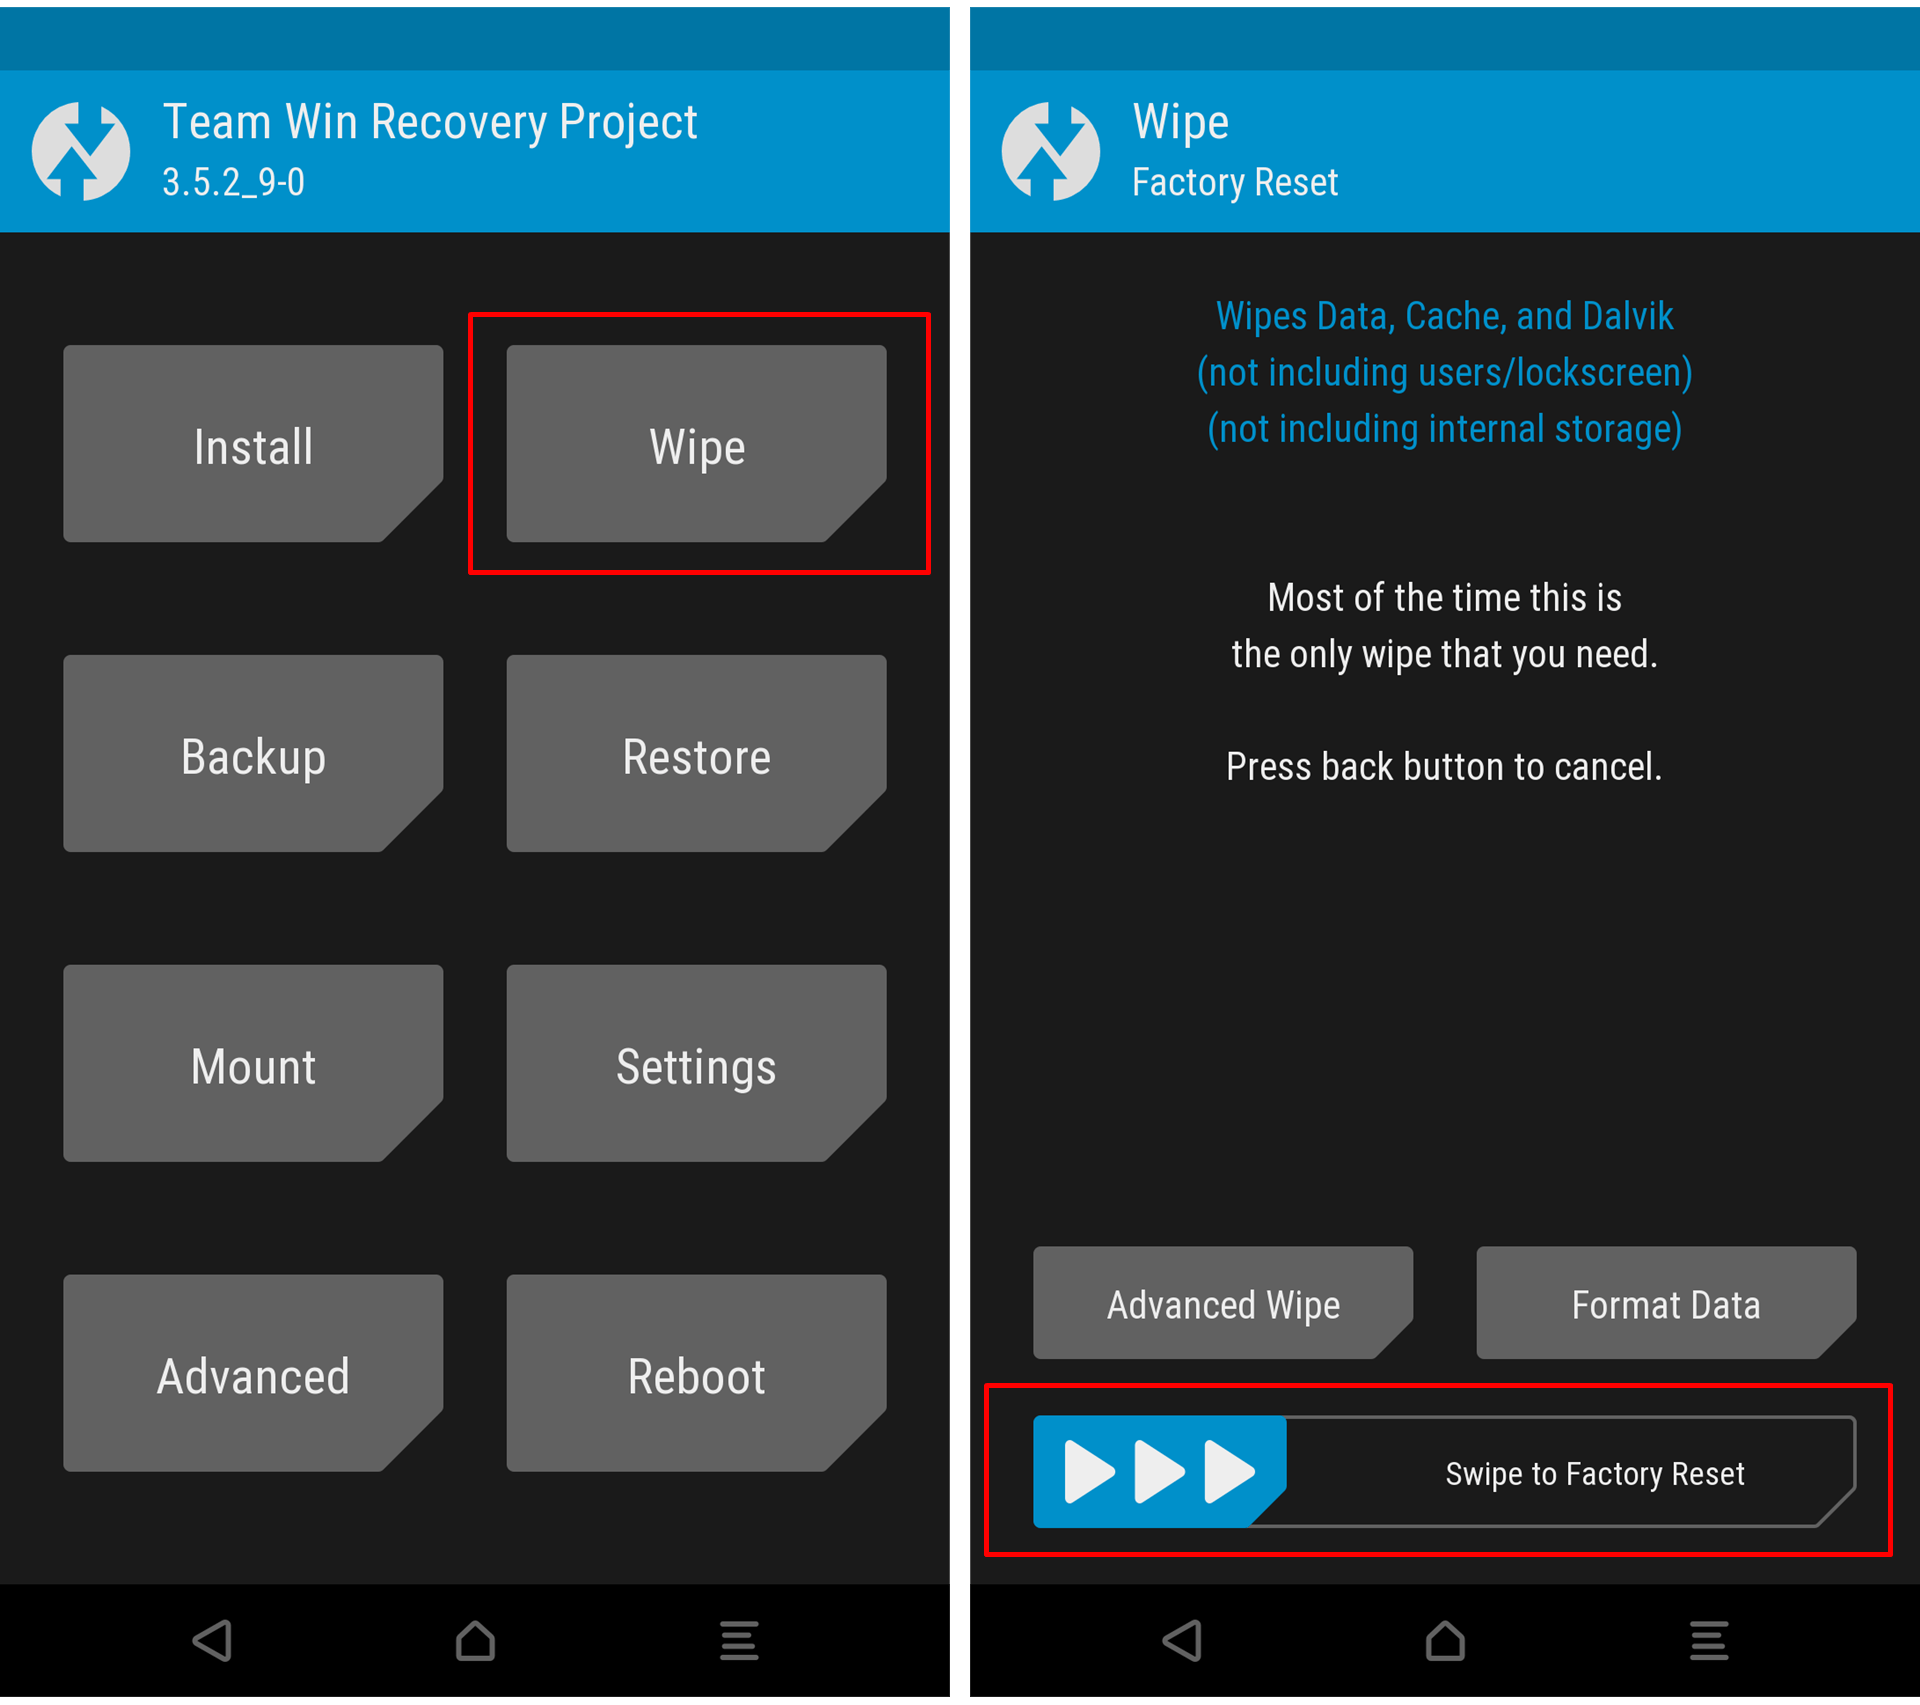 Team Win Recovery Project
3.5.2_9-0
Install
Wipe
Backup
Restore
Mount
Settings
Advanced
Reboot
Wipe
Factory Reset
Wipes Data, Cache, and Dalvik
(not including users/lockscreen)
(not including internal storage)
Most of the time this is
the only wipe that you need.
Press back button to cancel.
Advanced Wipe
Format Data
Swipe to Factory Reset